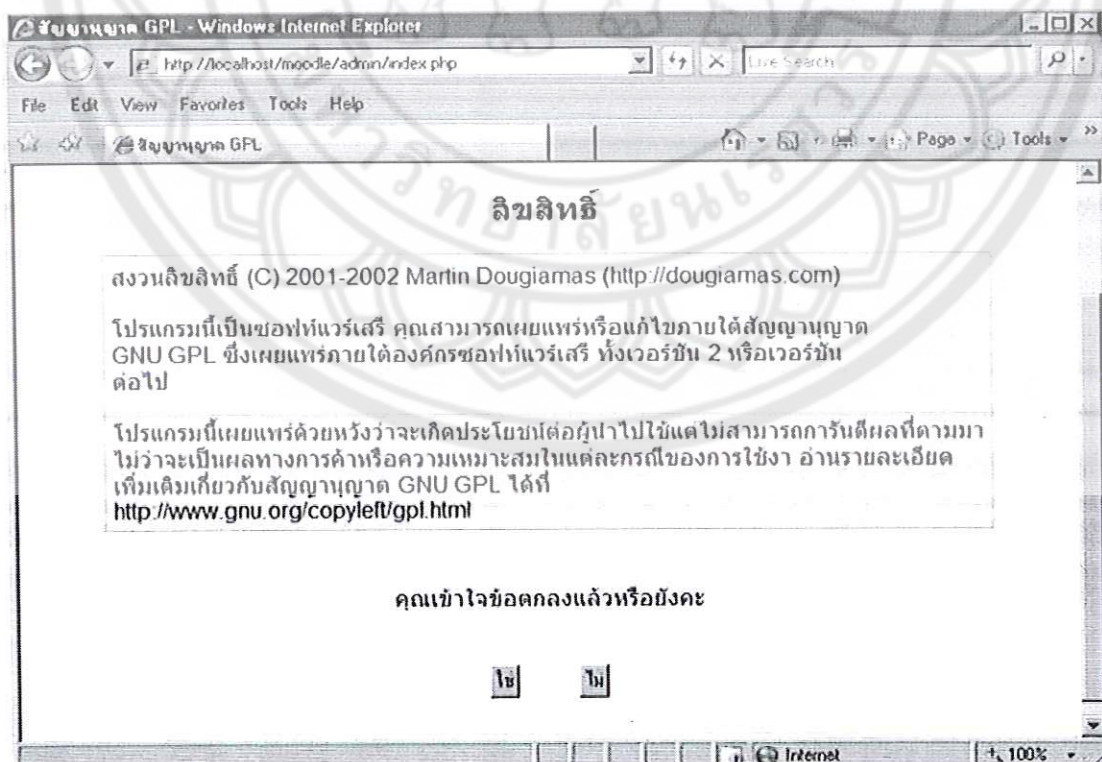 สัญญานุญาต GPL - Windows Internet Explorer
http://localhost/moodle/admin/index.php
Live Search
File Edit View Favorites Tools Help
สัญญานุญาต GPL
Page Tools
ลิขสิทธิ์
สงวนลิขสิทธิ์ (C) 2001-2002 Martin Dougiamas (http://dougiamas.com)
โปรแกรมนี้เป็นซอฟท์แวร์เสรี คุณสามารถเผยแพร่หรือแก้ไขภายใต้สัญญานุญาต
GNU GPL ซึ่งเผยแพร่ภายใต้องค์กรซอฟท์แวร์เสรี ทั้งเวอร์ชัน 2 หรือเวอร์ชัน
ต่อไป
โปรแกรมนี้เผยแพร่ด้วยหวังว่าจะเกิดประโยชน์ต่อผู้นำไปใช้แต่ไม่สามารถการันตีผลที่ตามมา
ไม่ว่าจะเป็นผลทางการค้าหรือความเหมาะสมในแต่ละกรณีของการใช้งา อ่านรายละเอียด
เพิ่มเติมเกี่ยวกับสัญญานุญาต GNU GPL ได้ที่
http://www.gnu.org/copyleft/gpl.html
คุณเข้าใจข้อตกลงแล้วหรือยังคะ
ใช่ ไม่
Internet 100%